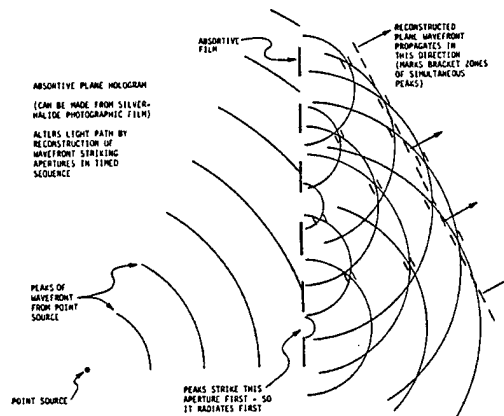 ABSORTIVE
FILM
RECONSTRUCTED
PLANE WAVEFRONT
PROPAGATES IN
THIS DIRECTION
(MARKS BRACKET ZONES
OF SIMULTANEOUS
PEAKS)
ABSORTIVE PLANE HOLOGRAM
(CAN BE MADE FROM SILVER-
HALIDE PHOTOGRAPHIC FILM)
ALTERS LIGHT PATH BY
RECONSTRUCTION OF
WAVEFRONT STRIKING
APERTURES IN TIMED
SEQUENCE
PEAKS OF
WAVEFRONT
FROM POINT
SOURCE
POINT SOURCE
PEAKS STRIKE THIS
APERTURE FIRST - SO
IT RADIATES FIRST